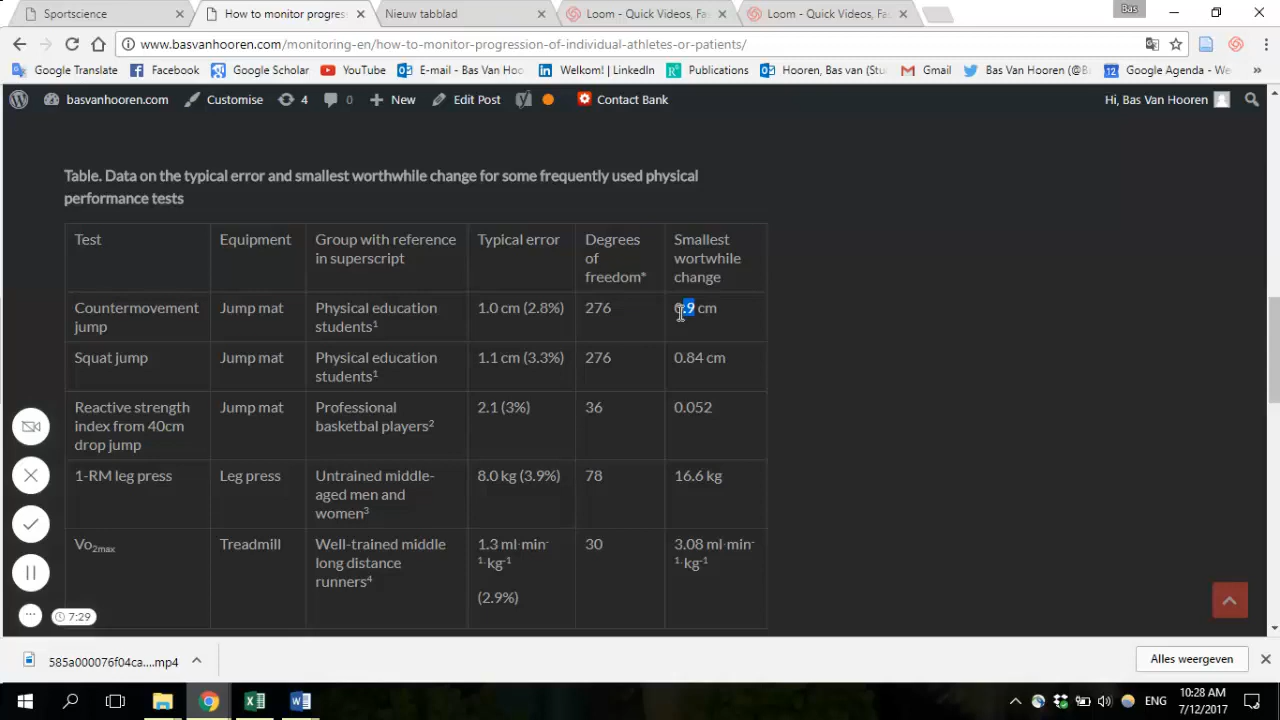 Sportscience
How to monitor progres
Nieuw tabblad
Loom - Quick Videos, Fa
Loom - Quick Videos, Fa
Bas
www.basvanhooren.com/monitoring-en/how-to-monitor-progression-of-individual-athletes-or-patients/
Google Translate
Facebook
Google Scholar
YouTube
E-mail - Bas Van Hoo
Welkom! | LinkedIn
Publications
Hooren, Bas van (Stu
Gmail
Bas Van Hooren (@B
Google Agenda - We
basvanhooren.com
Customise
4
0
New
Edit Post
Contact Bank
Hi, Bas Van Hooren
Table. Data on the typical error and smallest worthwhile change for some frequently used physical
performance tests
Test
Equipment
Group with reference
in superscript
Typical error
Degrees
of
freedom*
Smallest
wortwhile
change
Countermovement
jump
Jump mat
Physical education
students¹
1.0 cm (2.8%)
276
0.9 cm
Squat jump
Jump mat
Physical education
students¹
1.1 cm (3.3%)
276
0.84 cm
Reactive strength
index from 40cm
drop jump
Jump mat
Professional
basketbal players²
2.1 (3%)
36
0.052
1-RM leg press
Leg press
Untrained middle-
aged men and
women³
8.0 kg (3.9%)
78
16.6 kg
Vo₂max
Treadmill
Well-trained middle
long distance
runners⁴
1.3 ml·min⁻
¹·kg⁻¹
(2.9%)
30
3.08 ml·min⁻
¹·kg⁻¹
7:29
585a000076f04ca....mp4
Alles weergeven
ENG
10:28 AM
7/12/2017